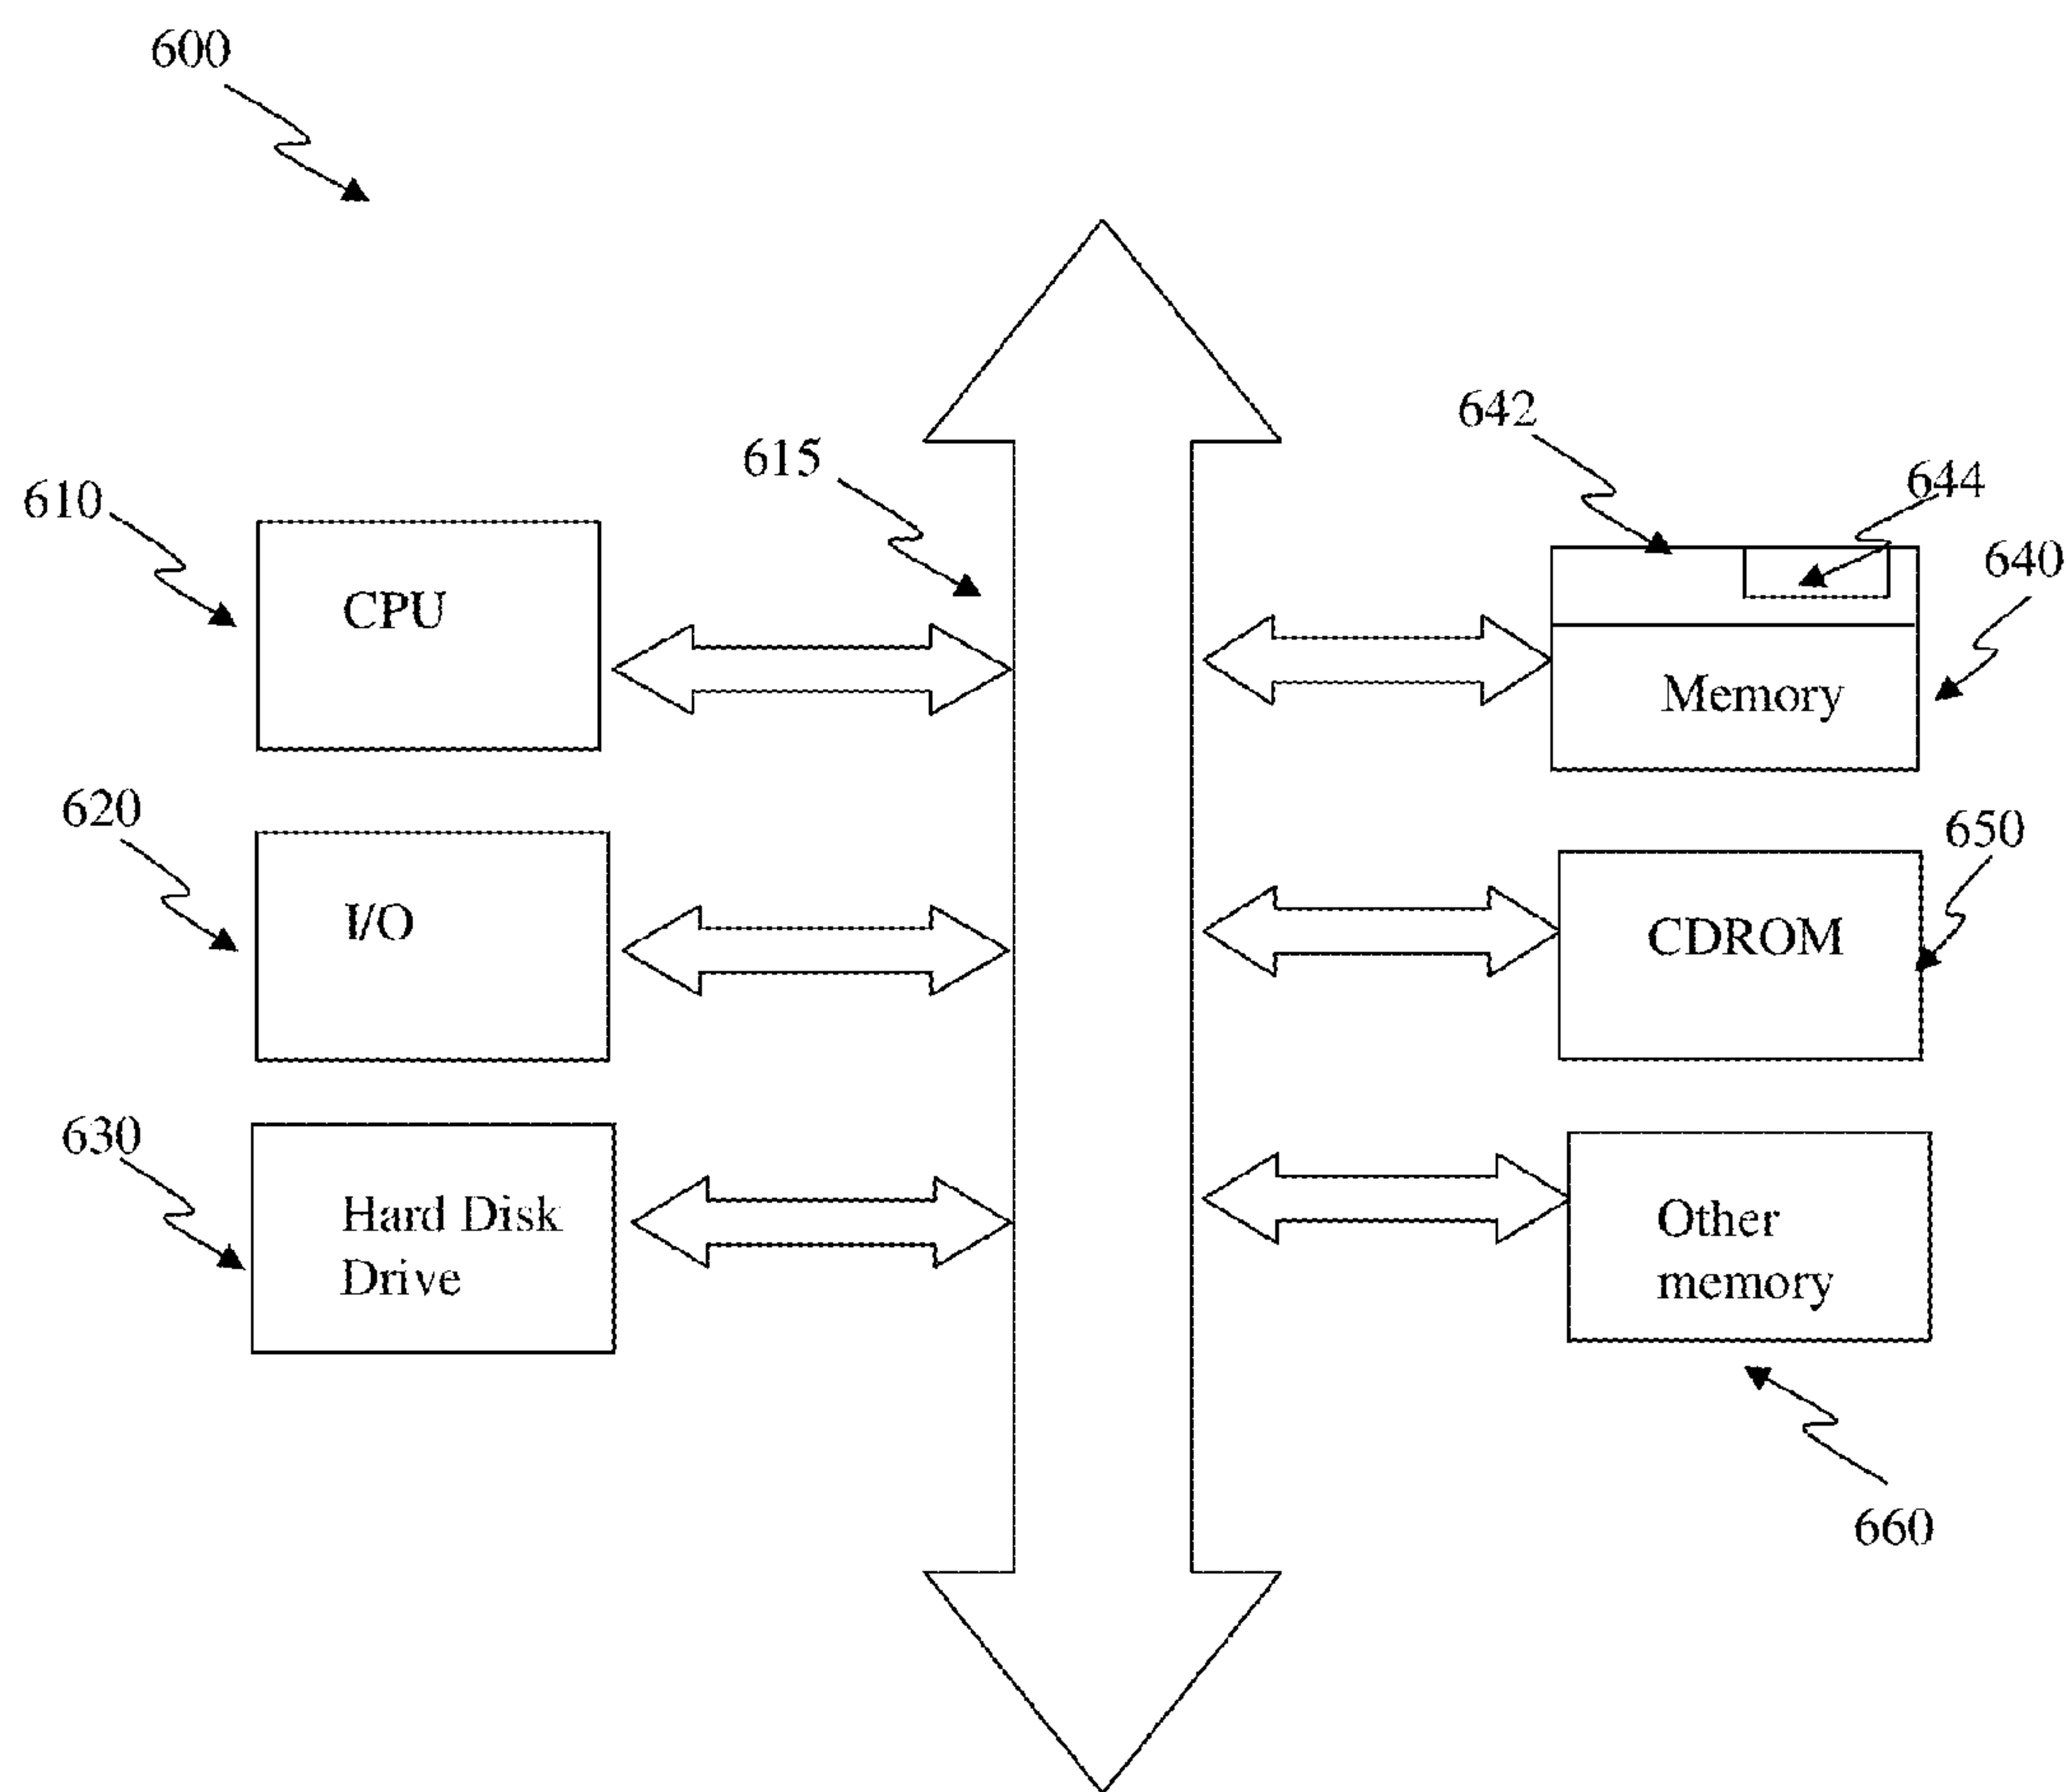 600
642
615
644
610
640
CPU
Memory
620
650
I/O
CDROM
630
Hard Disk
Drive
Other
memory
660